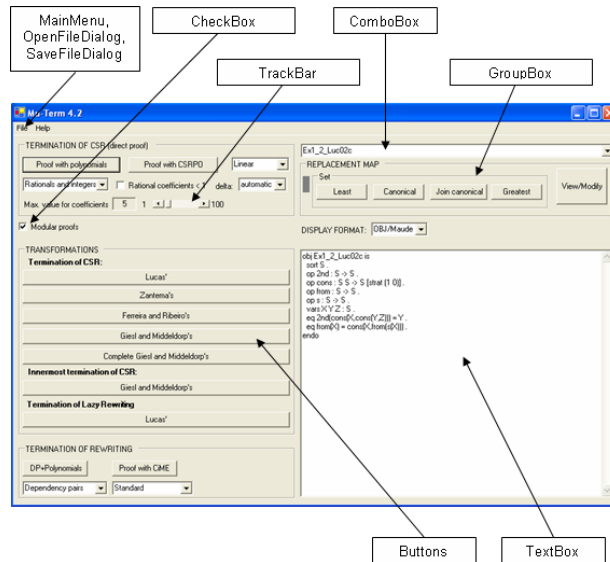 MainMenu,
OpenFileDialog,
SaveFileDialog
CheckBox
ComboBox
TrackBar
GroupBox
Mu-Term 4.2
File Help
TERMINATION OF CSR (direct proof)
Proof with polynomials Proof with CSRPO Linear
Rationals and integers Rational coefficients < 1 delta: automatic
Max. value for coefficients 5 1 100
Modular proofs
Ex1_2_Luc02c
REPLACEMENT MAP
Set
Least Canonical Join canonical Greatest
View/Modify
DISPLAY FORMAT: OBJ/Maude
TRANSFORMATIONS
Termination of CSR:
Lucas'
Zantema's
Ferreira and Ribeiro's
Giesl and Middeldorp's
Complete Giesl and Middeldorp's
Innermost termination of CSR:
Giesl and Middeldorp's
Termination of Lazy Rewriting
Lucas'
TERMINATION OF REWRITING
DP+Polynomials Proof with CiME
Dependency pairs Standard
obj Ex1_2_Luc02c is
sort S .
op 2nd : S -> S .
op cons : S S -> S [strat (1 0)] .
op from : S -> S .
op s : S -> S .
vars X Y Z : S .
eq 2nd(cons(X,cons(Y,Z))) = Y .
eq from(X) = cons(X,from(s(X))) .
endo
Buttons
TextBox